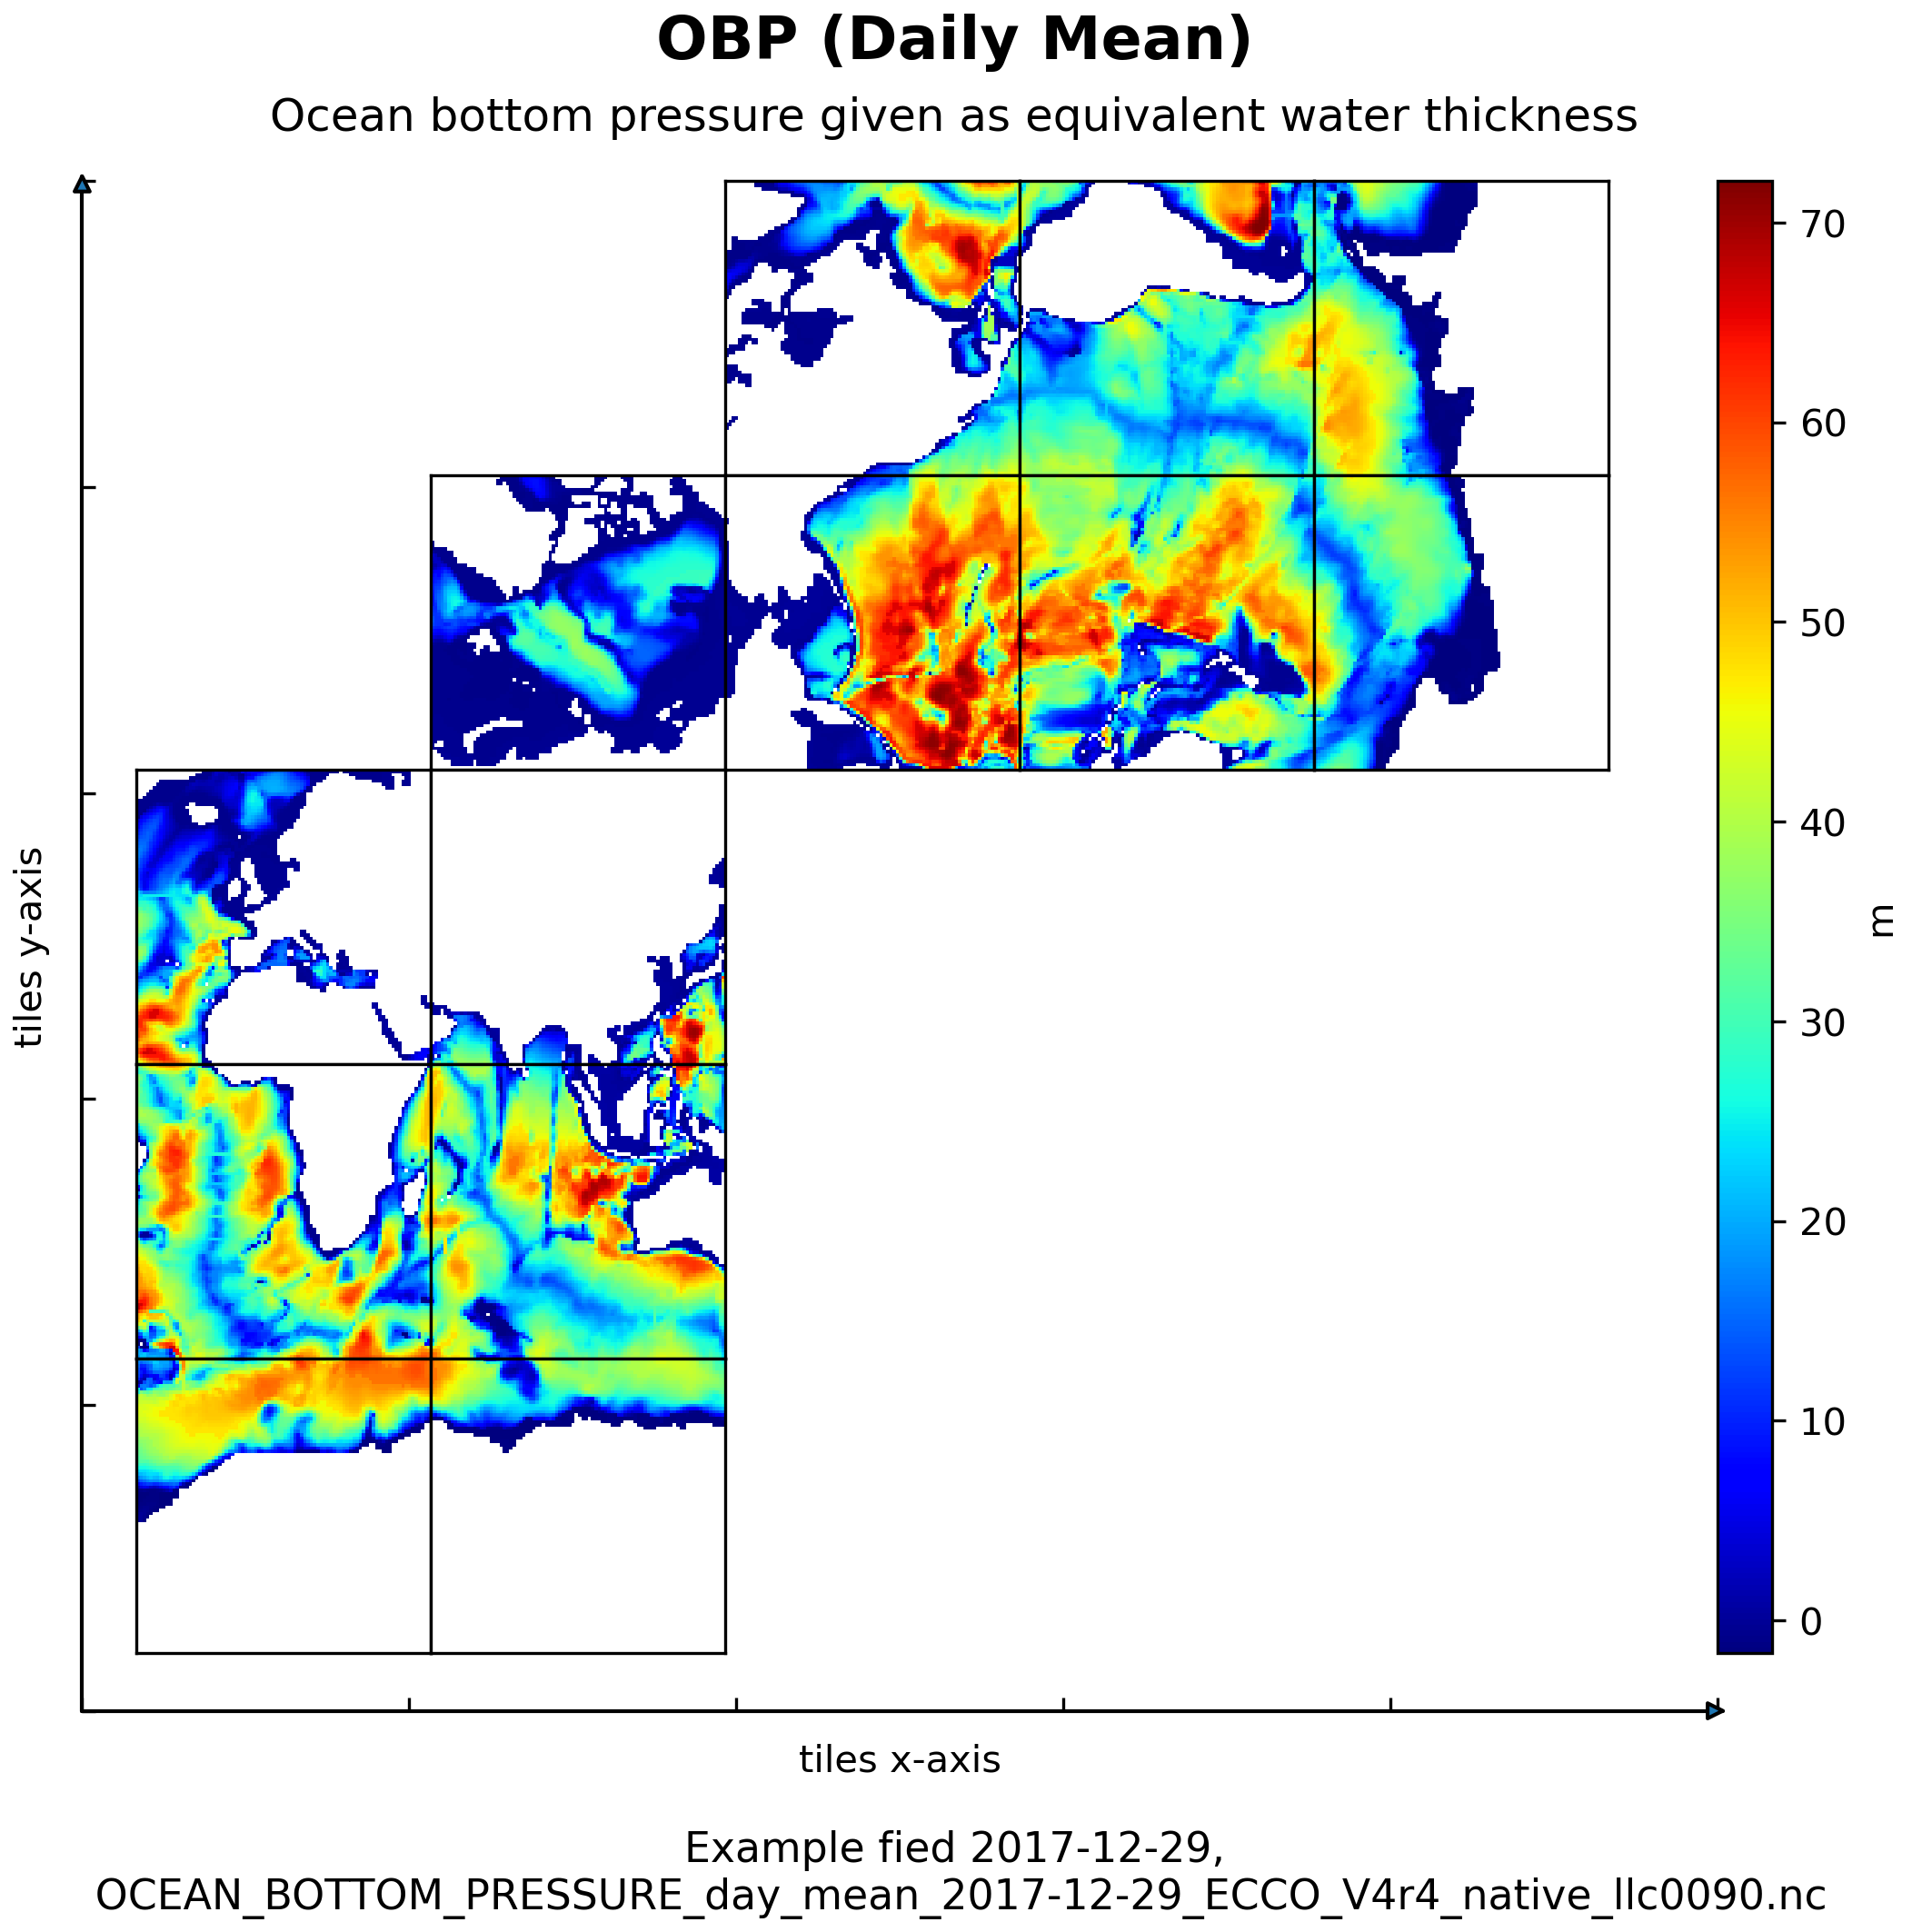 OBP (Daily Mean)
Ocean bottom pressure given as equivalent water thickness
tiles y-axis
70
60
50
40
30
20
10
0
m
tiles x-axis
Example fied 2017-12-29,
OCEAN_BOTTOM_PRESSURE_day_mean_2017-12-29_ECCO_V4r4_native_llc0090.nc